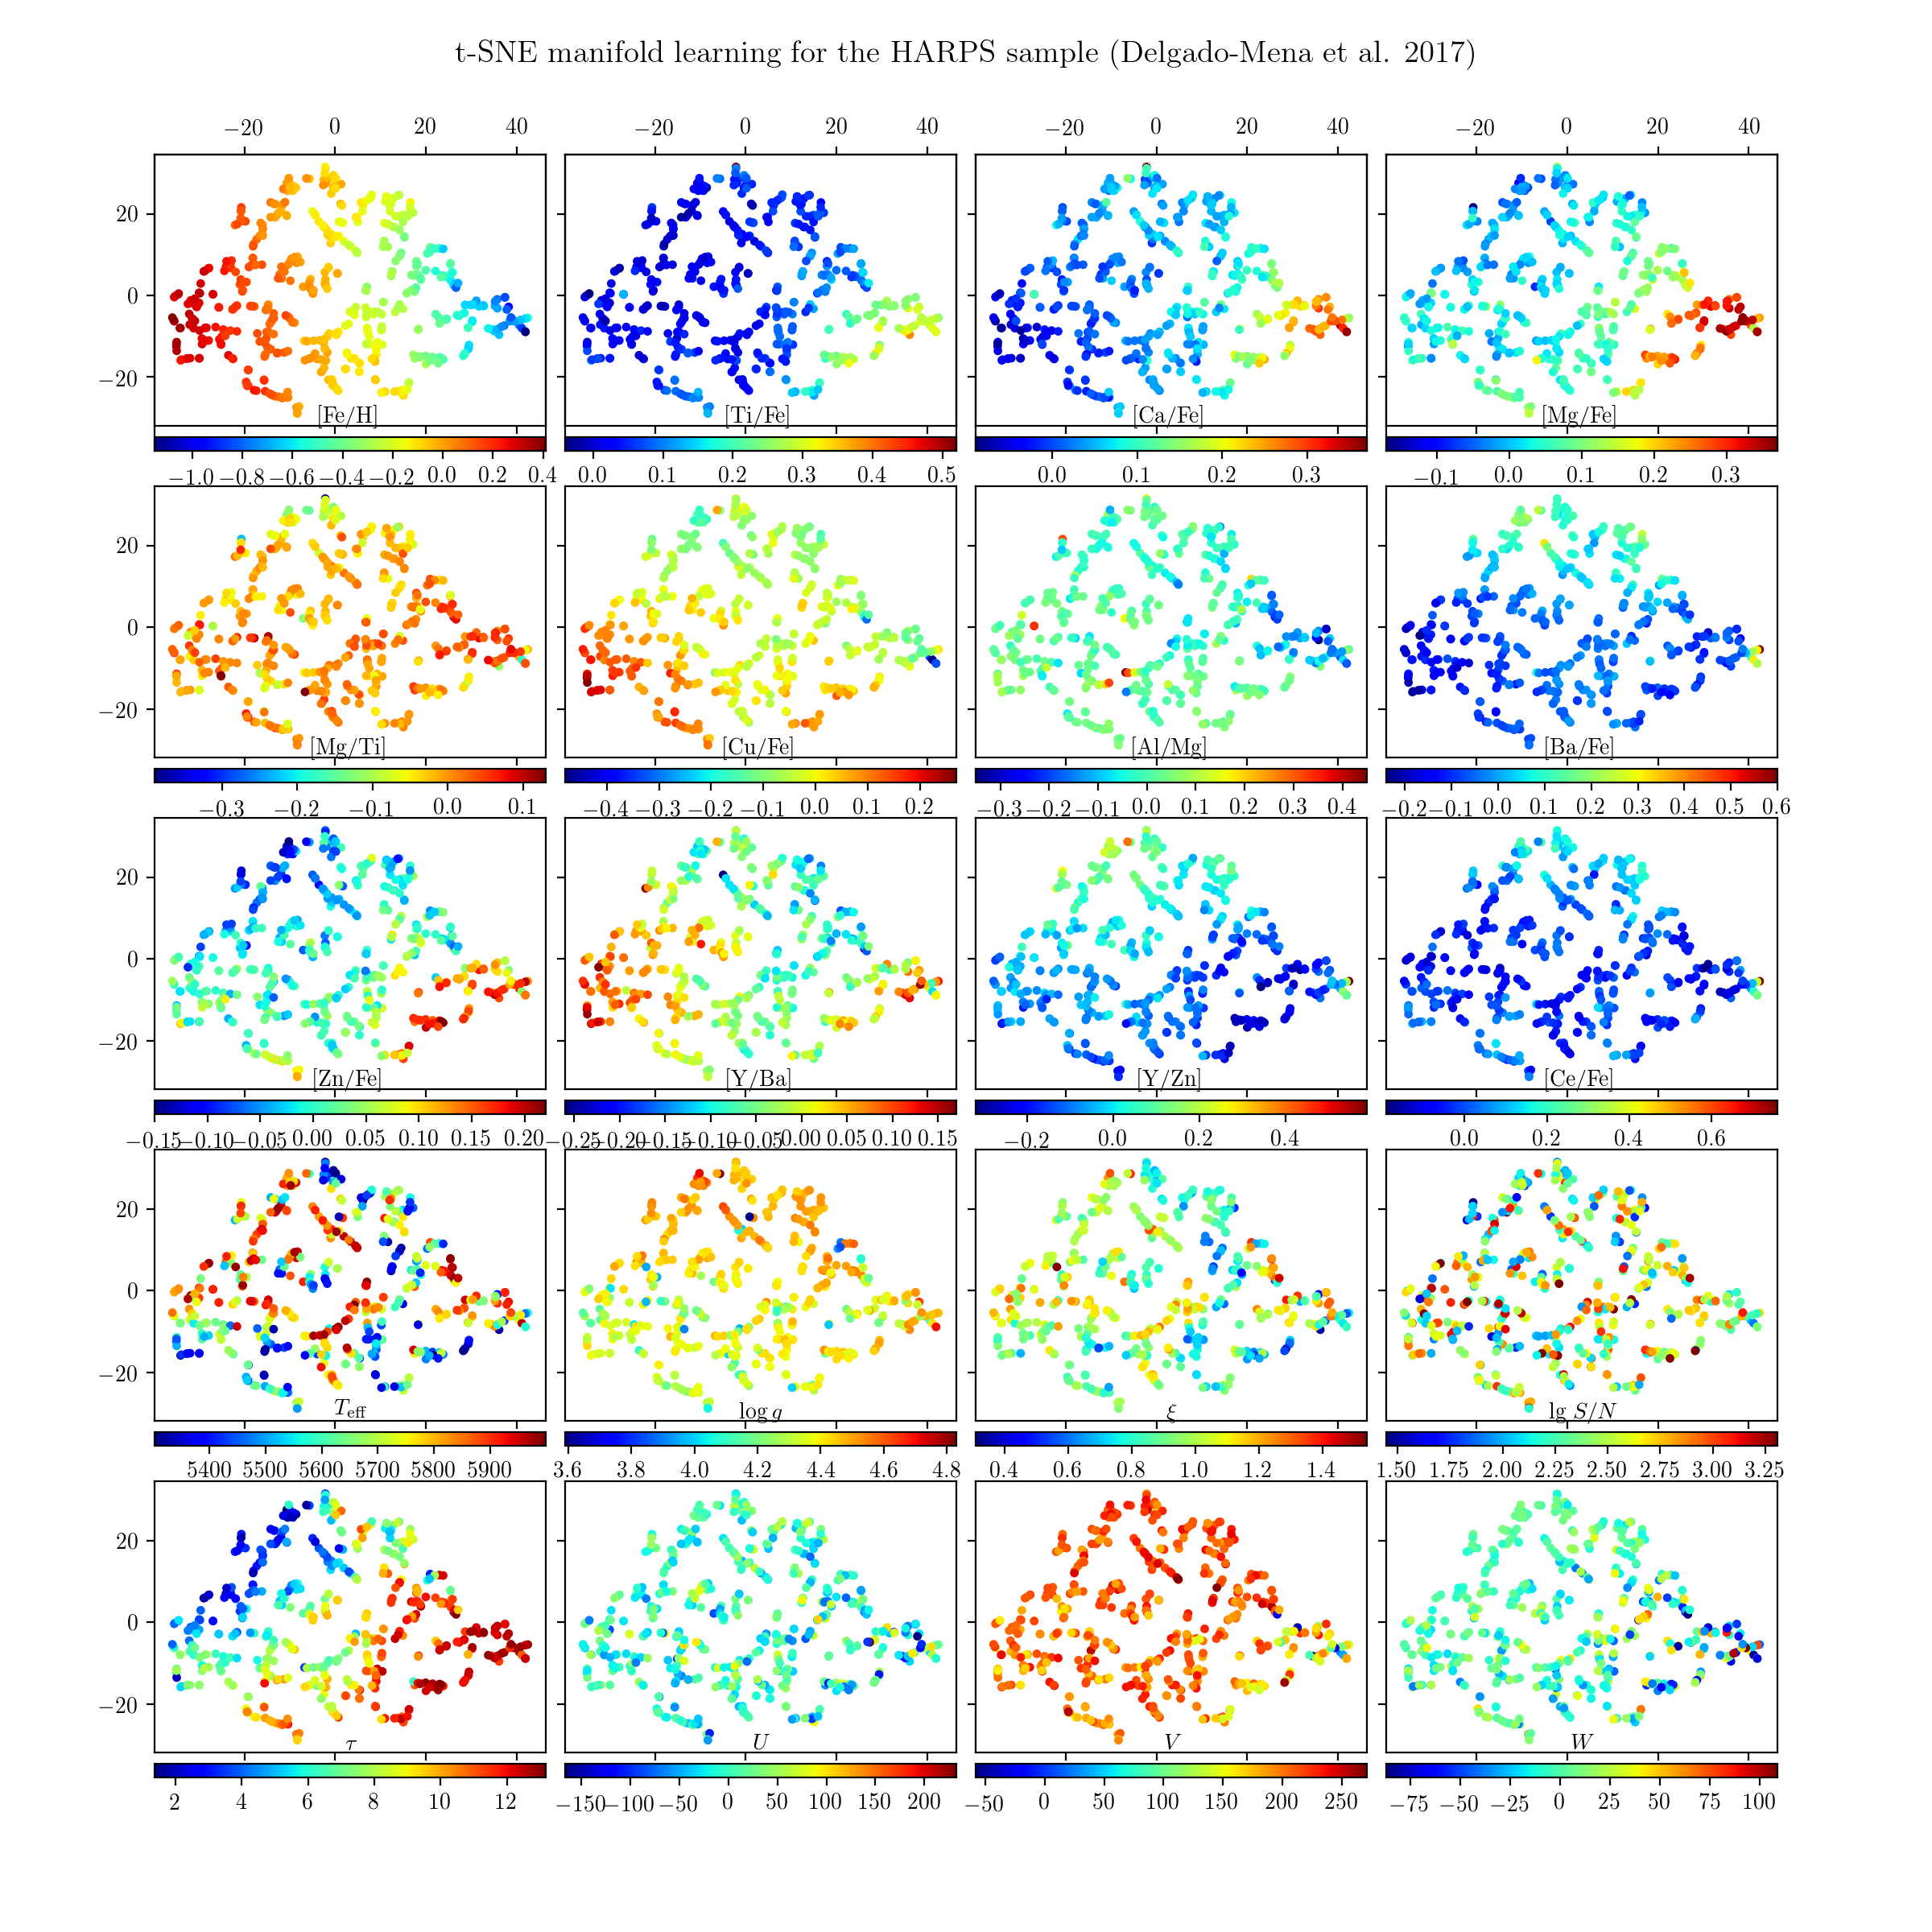 t-SNE manifold learning for the HARPS sample (Delgado-Mena et al. 2017)
−20 0 20 40 −20 0 20 40 −20 0 20 40 −20 0 20 40
20
0
−20
[Fe/H] [Ti/Fe] [Ca/Fe] [Mg/Fe]
−1.0 −0.8 −0.6 −0.4 −0.2 0.0 0.2 0.4 0.0 0.1 0.2 0.3 0.4 0.5 0.0 0.1 0.2 0.3 −0.1 0.0 0.1 0.2 0.3
20
0
−20
[Mg/Ti] [Cu/Fe] [Al/Mg] [Ba/Fe]
−0.3 −0.2 −0.1 0.0 0.1 −0.4 −0.3 −0.2 −0.1 0.0 0.1 0.2 −0.3 −0.2 −0.1 0.0 0.1 0.2 0.3 0.4 −0.2 −0.1 0.0 0.1 0.2 0.3 0.4 0.5 0.6
20
0
−20
[Zn/Fe] [Y/Ba] [Y/Zn] [Ce/Fe]
−0.15 −0.10 −0.05 0.00 0.05 0.10 0.15 0.20 −0.25 −0.20 −0.15 −0.10 −0.05 0.00 0.05 0.10 0.15 −0.2 0.0 0.2 0.4 0.0 0.2 0.4 0.6
20
0
−20
T_eff log g ξ lg S/N
5400 5500 5600 5700 5800 5900 3.6 3.8 4.0 4.2 4.4 4.6 4.8 0.4 0.6 0.8 1.0 1.2 1.4 1.50 1.75 2.00 2.25 2.50 2.75 3.00 3.25
20
0
−20
τ U V W
2 4 6 8 10 12 −150 −100 −50 0 50 100 150 200 −50 0 50 100 150 200 250 −75 −50 −25 0 25 50 75 100